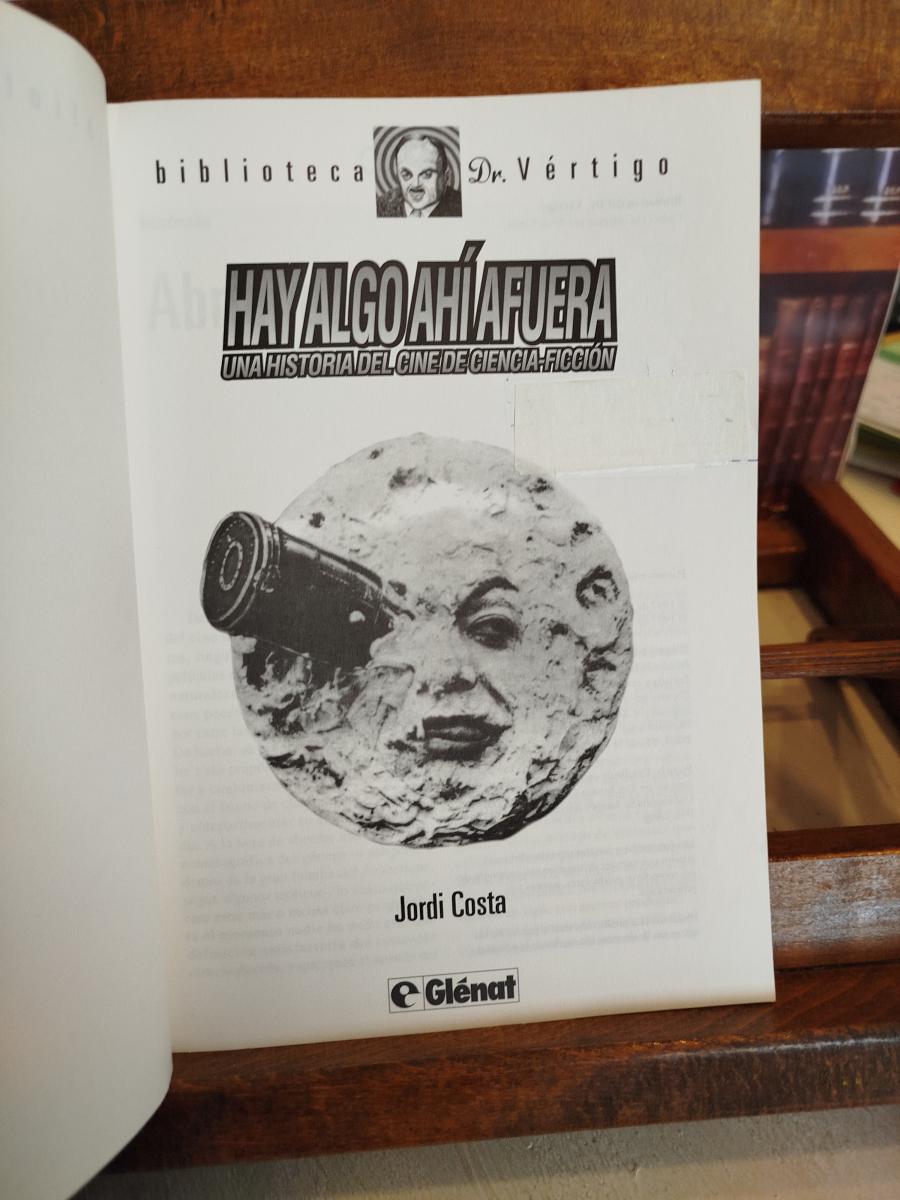 biblioteca Dr. Vértigo
HAY ALGO AHÍ AFUERA
UNA HISTORIA DEL CINE DE CIENCIA-FICCIÓN
Jordi Costa
Glénat